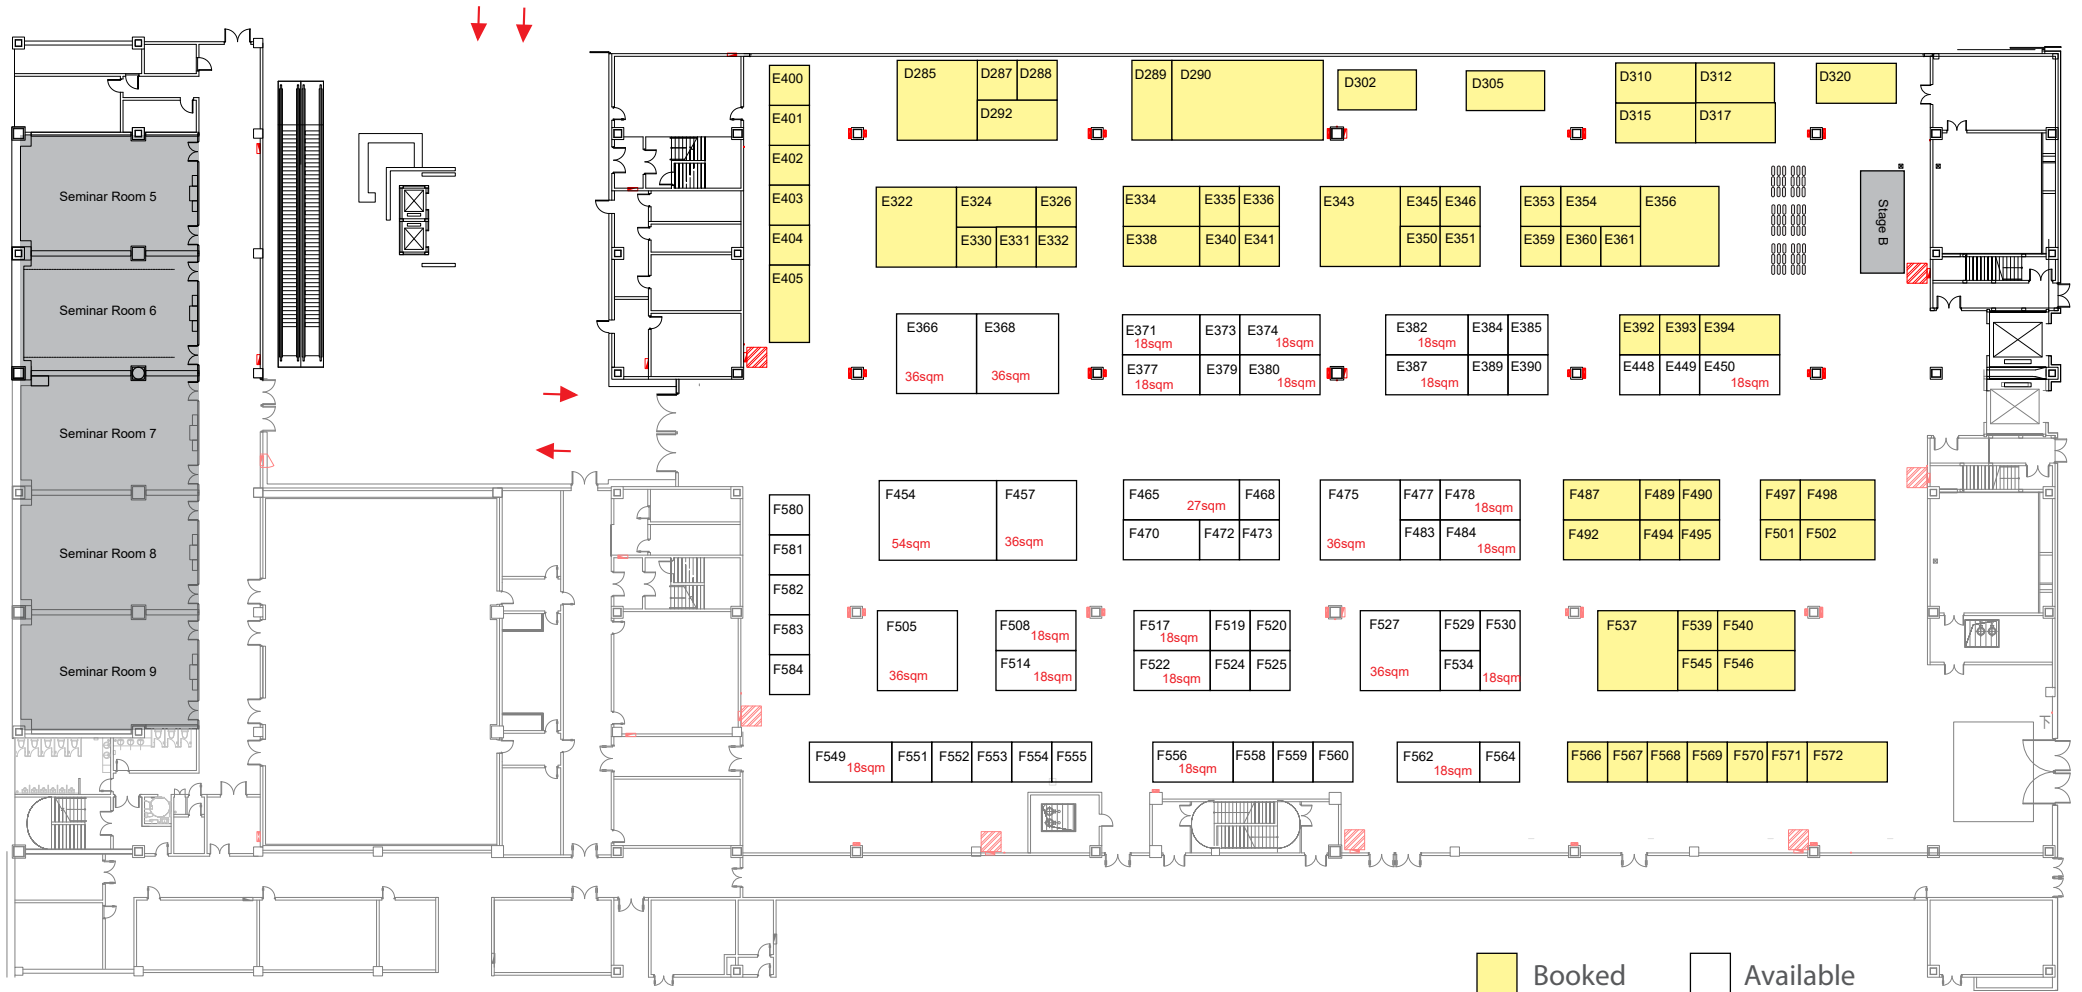 E400
D285
D287
D288
D289
D290
D302
D305
D310
D312
D320
E401
D292
D315
D317
E402
Seminar Room 5
E403
E322
E324
E326
E334
E335
E336
E343
E345
E346
E353
E354
E356
Stage B
E404
E330
E331
E332
E338
E340
E341
E350
E351
E359
E360
E361
E405
Seminar Room 6
E366
36sqm
E368
36sqm
E371
18sqm
E373
E374
18sqm
E382
18sqm
E384
E385
E392
E393
E394
E377
18sqm
E379
E380
18sqm
E387
18sqm
E389
E390
E448
E449
E450
18sqm
Seminar Room 7
F580
F454
54sqm
F457
36sqm
F465
27sqm
F468
F475
36sqm
F477
F478
18sqm
F487
F489
F490
F497
F498
F581
F470
F472
F473
F483
F484
18sqm
F492
F494
F495
F501
F502
Seminar Room 8
F582
F583
F505
36sqm
F508
18sqm
F517
18sqm
F519
F520
F527
36sqm
F529
F530
18sqm
F537
F539
F540
F584
F514
18sqm
F522
18sqm
F524
F525
F534
F545
F546
Seminar Room 9
下
F549
18sqm
F551
F552
F553
F554
F555
F556
18sqm
F558
F559
F560
F562
18sqm
F564
F566
F567
F568
F569
F570
F571
F572
Booked
Available